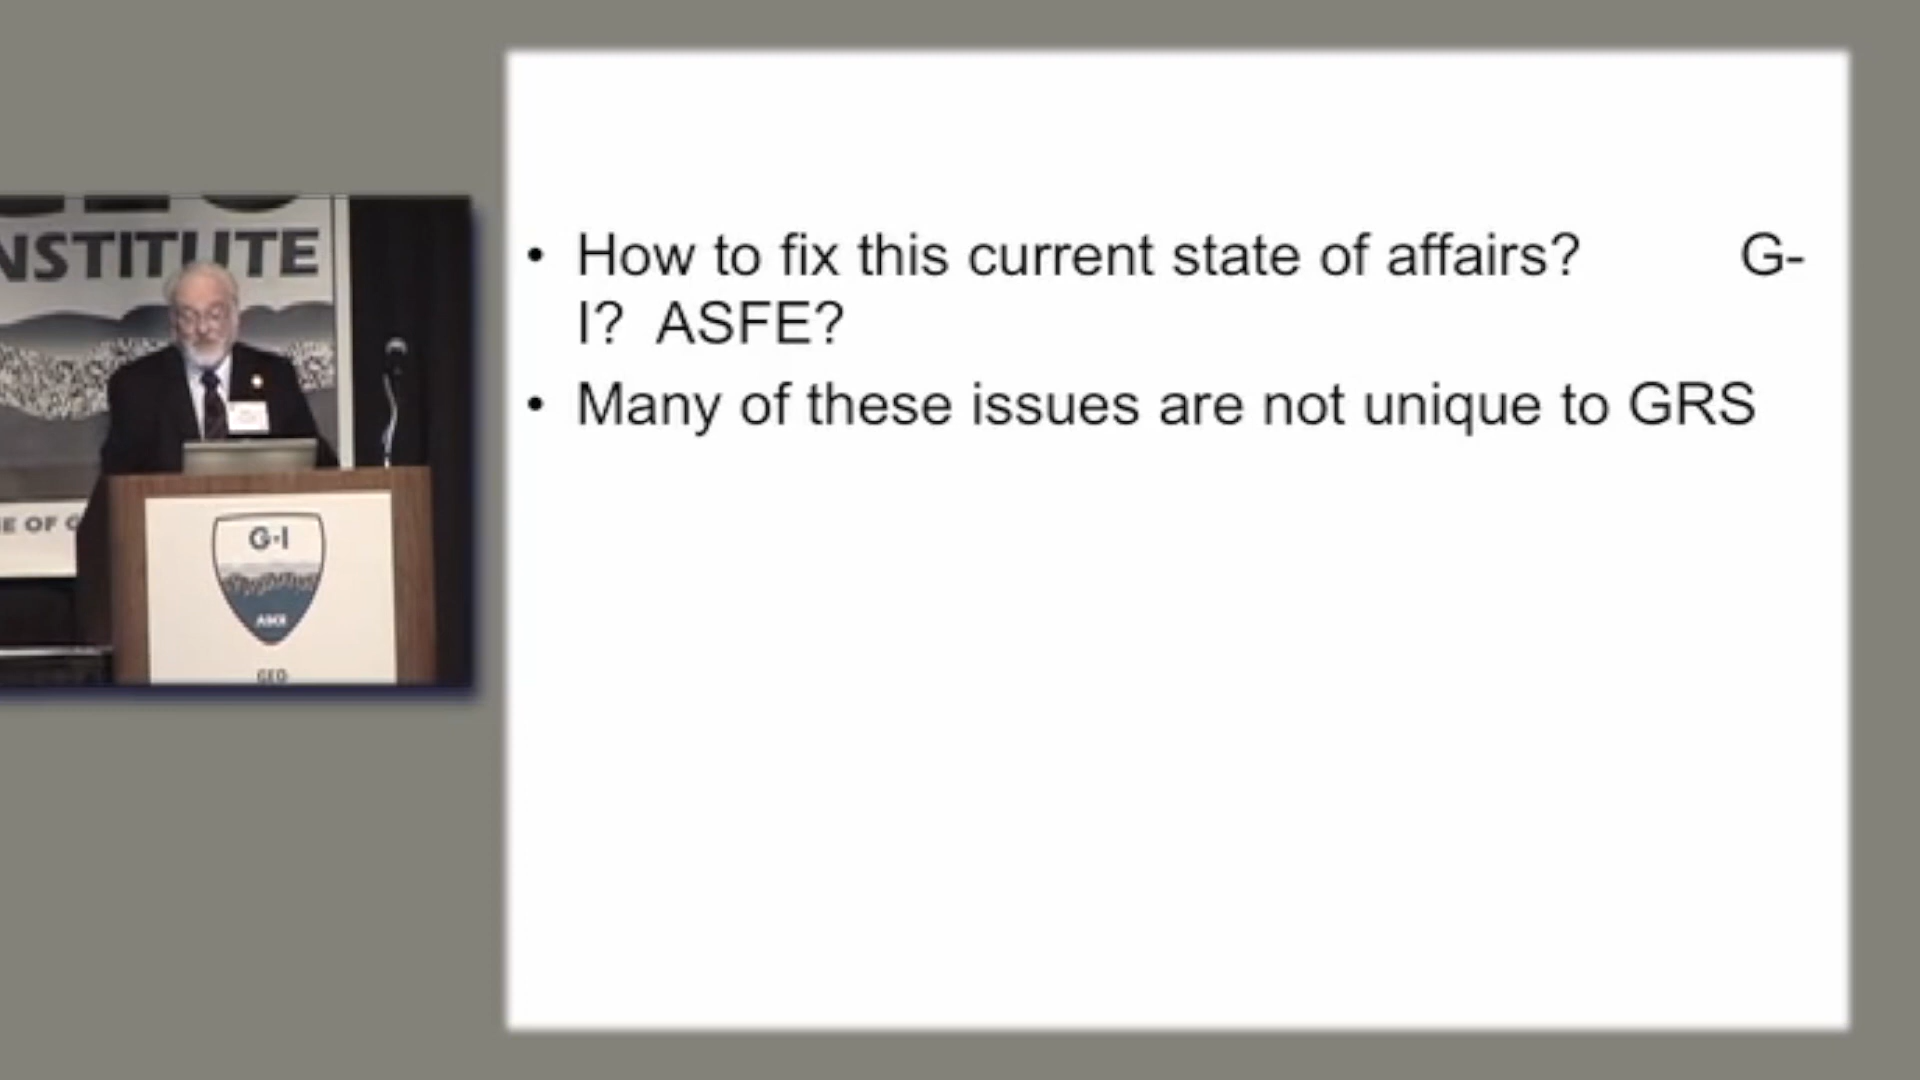 NSTITUTE
E OF G
G-I
ASCE
GEO
• How to fix this current state of affairs? G-
I? ASFE?
• Many of these issues are not unique to GRS